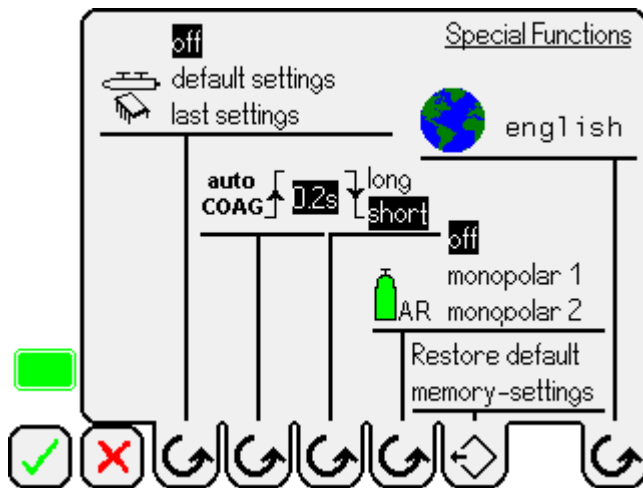 Special Functions
off
default settings
last settings
english
auto
COAG
0.2s
long
short
off
monopolar 1
AR monopolar 2
Restore default
memory-settings